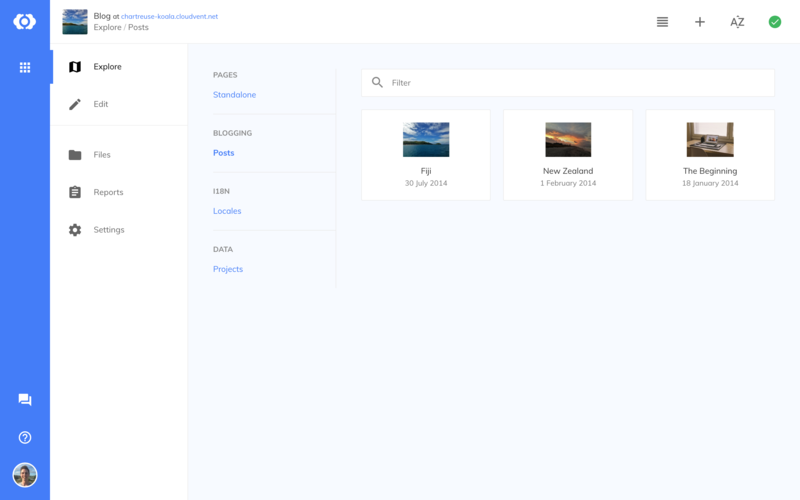 Blog at chartreuse-koala.cloudvent.net
Explore / Posts
AZ
Explore
Edit
Files
Reports
Settings
PAGES
Standalone
BLOGGING
Posts
I18N
Locales
DATA
Projects
Filter
Fiji
30 July 2014
New Zealand
1 February 2014
The Beginning
18 January 2014